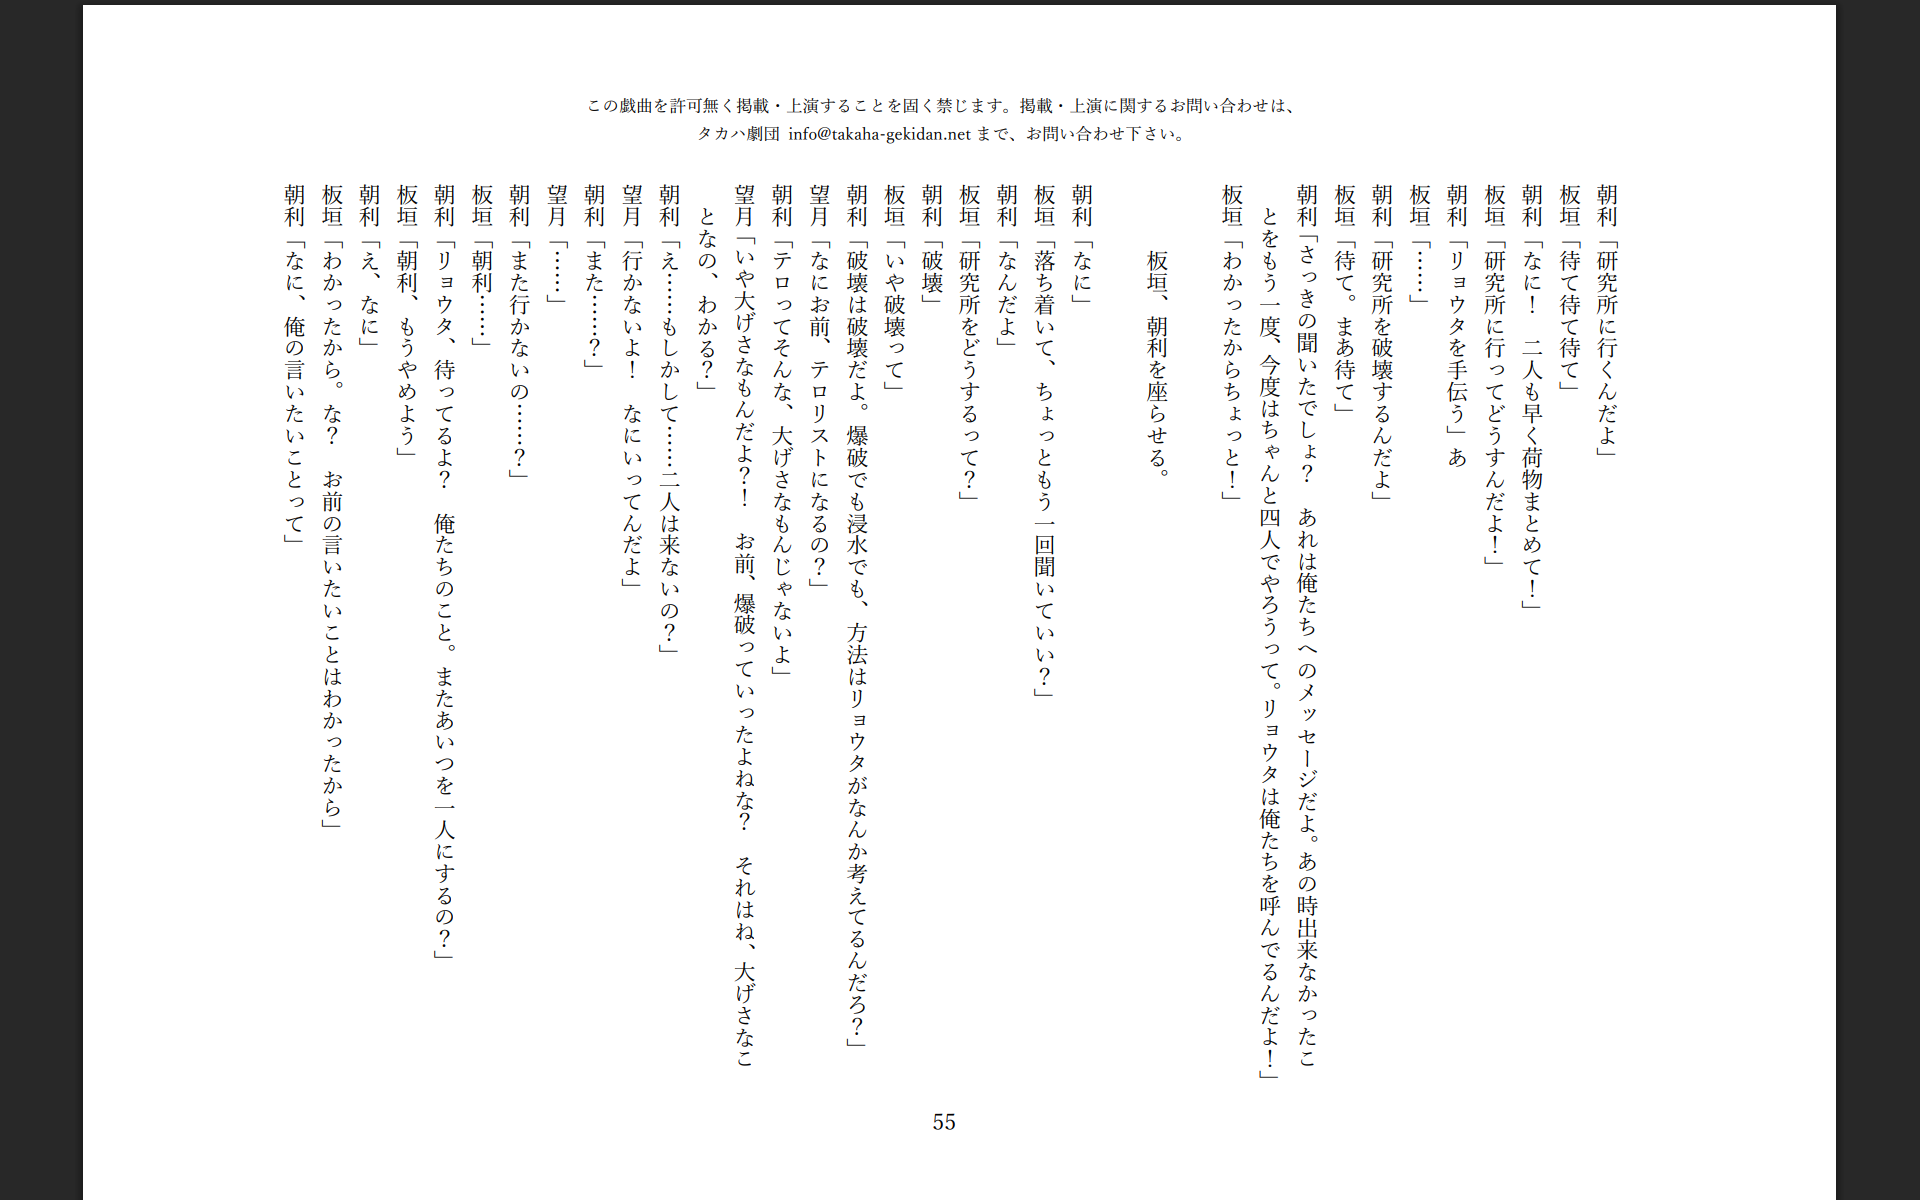 この戯曲を許可無く掲載・上演することを固く禁じます。掲載・上演に関するお問い合わせは、
タカハ劇団 info@takaha-gekidan.net まで、お問い合わせ下さい。
朝利「研究所に行くんだよ」
板垣「待て待て待て」
朝利「なに！　二人も早く荷物まとめて！」
板垣「研究所に行ってどうすんだよ！」
朝利「リョウタを手伝う」あ
板垣「……」
朝利「研究所を破壊するんだよ」
板垣「待て。まあ待て」
朝利「さっきの聞いたでしょ？　あれは俺たちへのメッセージだよ。あの時出来なかったこ
とをもう一度、今度はちゃんと四人でやろうって。リョウタは俺たちを呼んでるんだよ！」
板垣「わかったからちょっと！」
板垣、朝利を座らせる。
朝利「なに」
板垣「落ち着いて、ちょっともう一回聞いていい？」
朝利「なんだよ」
板垣「研究所をどうするって？」
朝利「破壊」
板垣「いや破壊って」
朝利「破壊は破壊だよ。爆破でも浸水でも、方法はリョウタがなんか考えてるんだろ？」
望月「なにお前、テロリストになるの？」
朝利「テロってそんな、大げさなもんじゃないよ」
望月「いや大げさなもんだよ？！　お前、爆破っていったよねな？　それはね、大げさなこ
となの、わかる？」
朝利「え……もしかして……二人は来ないの？」
望月「行かないよ！　なにいってんだよ」
朝利「また……？」
望月「……」
朝利「また行かないの……？」
板垣「朝利……」
朝利「リョウタ、待ってるよ？　俺たちのこと。またあいつを一人にするの？」
板垣「朝利、もうやめよう」
朝利「え、なに」
板垣「わかったから。な？　お前の言いたいことはわかったから」
朝利「なに、俺の言いたいことって」
55